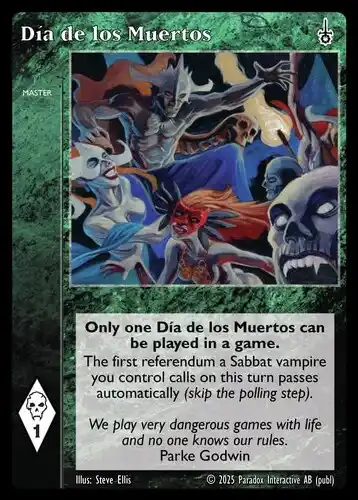 Día de los Muertos
MASTER
Only one Día de los Muertos can
be played in a game.
The first referendum a Sabbat vampire
you control calls on this turn passes
automatically (skip the polling step).
We play very dangerous games with life
and no one knows our rules.
Parke Godwin
1
Illus: Steve Ellis
© 2025 Paradox Interactive AB (publ)